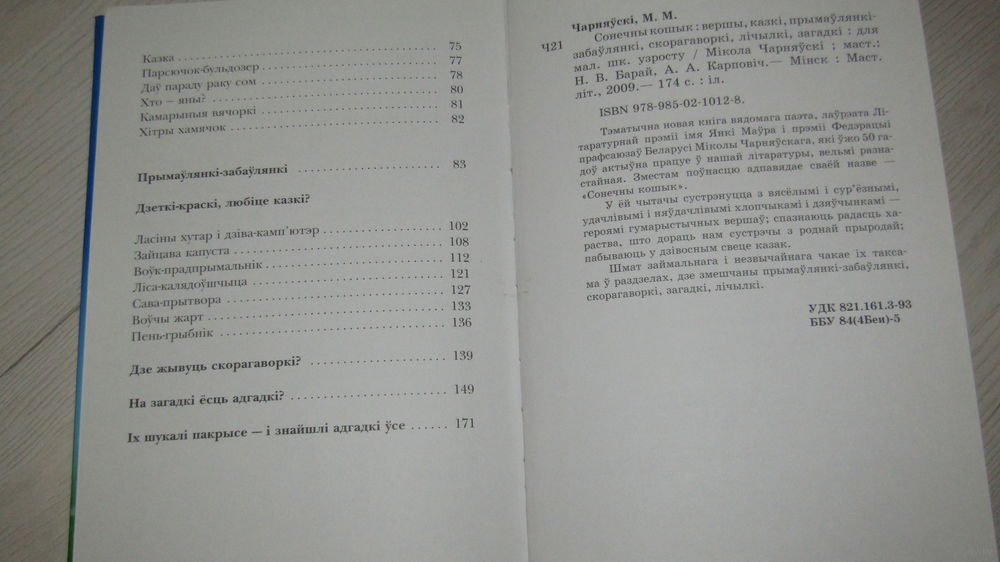 Казка . . . . . . . . . . . . . . . . . . . . . . . . . . . 75
Парсючок-бульдозер . . . . . . . . . . . . . . . . . . . . 77
Даў параду раку сом . . . . . . . . . . . . . . . . . . . . 78
Хто — яны? . . . . . . . . . . . . . . . . . . . . . . . . 80
Камарыныя вячоркі . . . . . . . . . . . . . . . . . . . . . 81
Хітры хамячок . . . . . . . . . . . . . . . . . . . . . . . 82
Прымаўлянкі-забаўлянкі . . . . . . . . . . . . . . . . . . 83
Дзеткі-краскі, любіце казкі?
Ласіны хутар і дзіва-камп'ютэр . . . . . . . . . . . . . . 102
Зайцава капуста . . . . . . . . . . . . . . . . . . . . . . 108
Воўк-прадпрымальнік . . . . . . . . . . . . . . . . . . . . 112
Ліса-калядоўшчыца . . . . . . . . . . . . . . . . . . . . . 121
Сава-прытвора . . . . . . . . . . . . . . . . . . . . . . . 127
Воўчы жарт . . . . . . . . . . . . . . . . . . . . . . . . 133
Пень-грыбнік . . . . . . . . . . . . . . . . . . . . . . . 136
Дзе жывуць скорагаворкі? . . . . . . . . . . . . . . . . . 139
На загадкі ёсць адгадкі? . . . . . . . . . . . . . . . . . 149
Іх шукалі пакрысе — і знайшлі адгадкі ўсе . . . . . . 171
Чарняўскі, М. М.
Ч21
Сонечны кошык : вершы, казкі, прымаўлянкі-
забаўлянкі, скорагаворкі, лічылкі, загадкі : для
мал. шк. узросту / Мікола Чарняўскі ; маст.:
Н. В. Барай, А. А. Карповіч.— Мінск : Маст.
літ., 2009.— 174 с. : іл.
ISBN 978-985-02-1012-8.
Тэматычна новая кніга вядомага паэта, лаўрэата Лі-
таратурнай прэміі імя Янкі Маўра і прэміі Федэрацыі
прафсаюзаў Беларусі Міколы Чарняўскага, які ўжо 50 га-
доў актыўна працуе ў нашай літаратуры, вельмі разна-
стайная. Зместам поўнасцю адпавядае сваёй назве —
«Сонечны кошык».
У ёй чытачы сустрэнуцца з вясёлымі і сур'ёзнымі,
удачлівымі і няўдачлівымі хлопчыкамі і дзяўчынкамі —
героямі гумарыстычных вершаў; спазнаюць радасць ха-
раства, што дораць нам сустрэчы з роднай прыродай;
пабываюць у дзівосным свеце казак.
Шмат займальнага і незвычайнага чакае іх такса-
ма ў раздзелах, дзе змешчаны прымаўлянкі-забаўлянкі,
скорагаворкі, загадкі, лічылкі.
УДК 821.161.3-93
ББУ 84(4Беи)-5